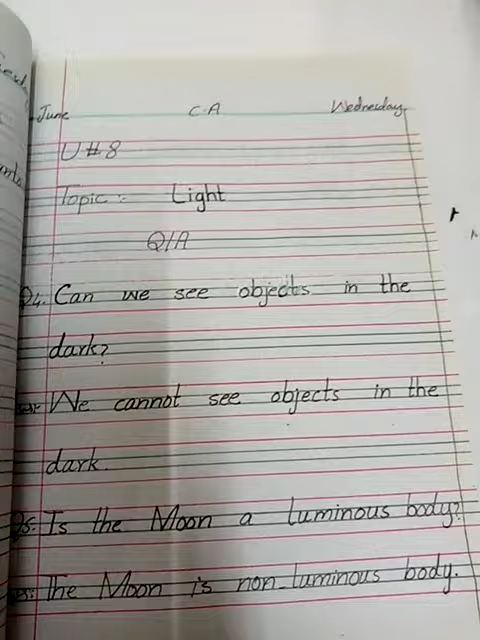 June C.A Wednesday
U#8
Topic :- Light
Q/A
Q4. Can we see objects in the
dark?
We cannot see objects in the
dark.
Q5. Is the Moon a luminous body?
the Moon is non-luminous body.